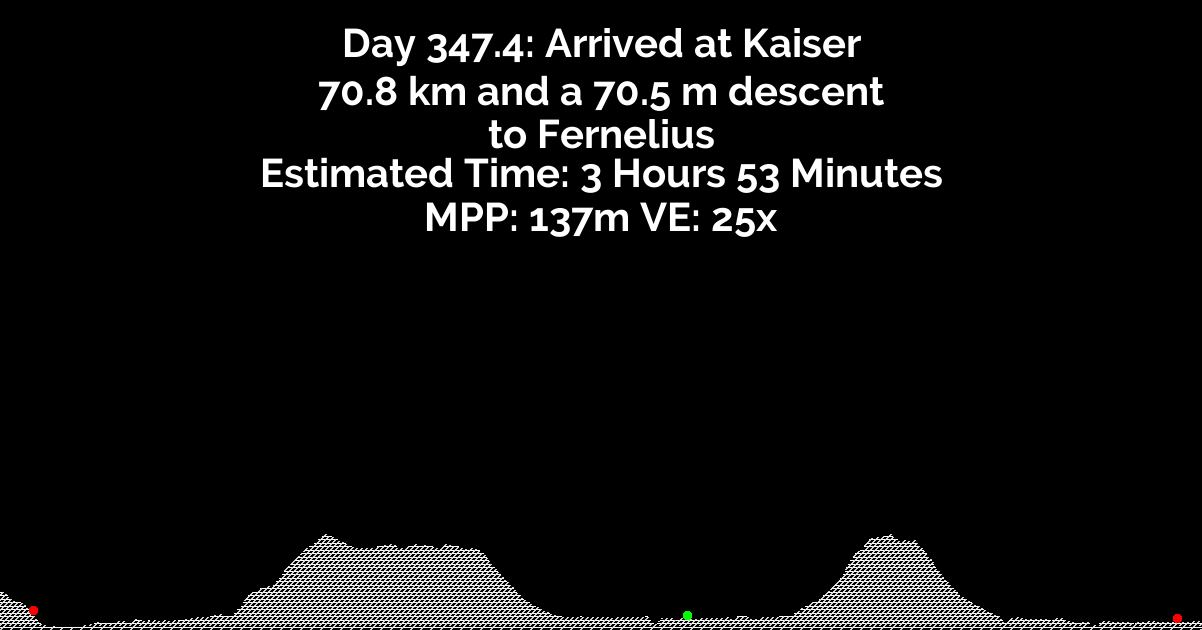 Day 347.4: Arrived at Kaiser
70.8 km and a 70.5 m descent
to Fernelius
Estimated Time: 3 Hours 53 Minutes
MPP: 137m VE: 25x